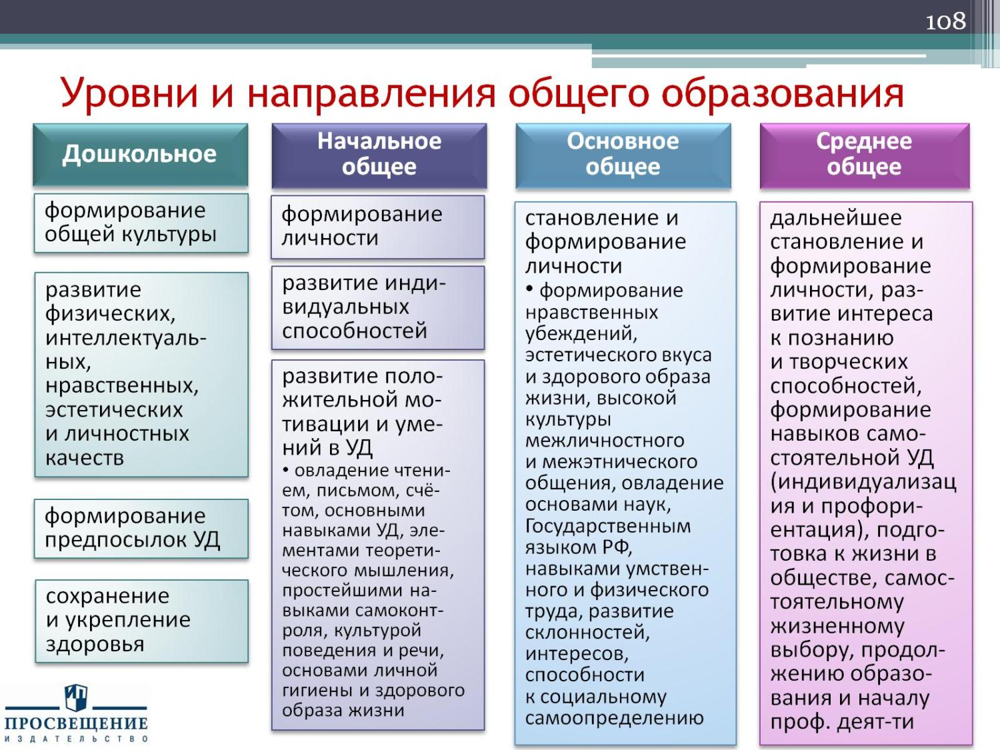 108
Уровни и направления общего образования
Дошкольное
формирование
общей культуры
развитие
физических,
интеллектуаль-
ных,
нравственных,
эстетических
и личностных
качеств
формирование
предпосылок УД
сохранение
и укрепление
здоровья
Начальное
общее
формирование
личности
развитие инди-
видуальных
способностей
развитие поло-
жительной мо-
тивации и уме-
ний в УД
• овладение чтени-
ем, письмом, счё-
том, основными
навыками УД, эле-
ментами теорети-
ческого мышления,
простейшими на-
выками самоконт-
роля, культурой
поведения и речи,
основами личной
гигиены и здорового
образа жизни
Основное
общее
становление и
формирование
личности
• формирование
нравственных
убеждений,
эстетического вкуса
и здорового образа
жизни, высокой
культуры
межличностного
и межэтнического
общения, овладение
основами наук,
Государственным
языком РФ,
навыками умствен-
ного и физического
труда, развитие
склонностей,
интересов,
способности
к социальному
самоопределению
Среднее
общее
дальнейшее
становление и
формирование
личности, раз-
витие интереса
к познанию
и творческих
способностей,
формирование
навыков само-
стоятельной УД
(индивидуализац
ия и профори-
ентация), подго-
товка к жизни в
обществе, самос-
тоятельному
жизненному
выбору, продол-
жению образо-
вания и началу
проф. деят-ти
ПРОСВЕЩЕНИЕ
ИЗДАТЕЛЬСТВО